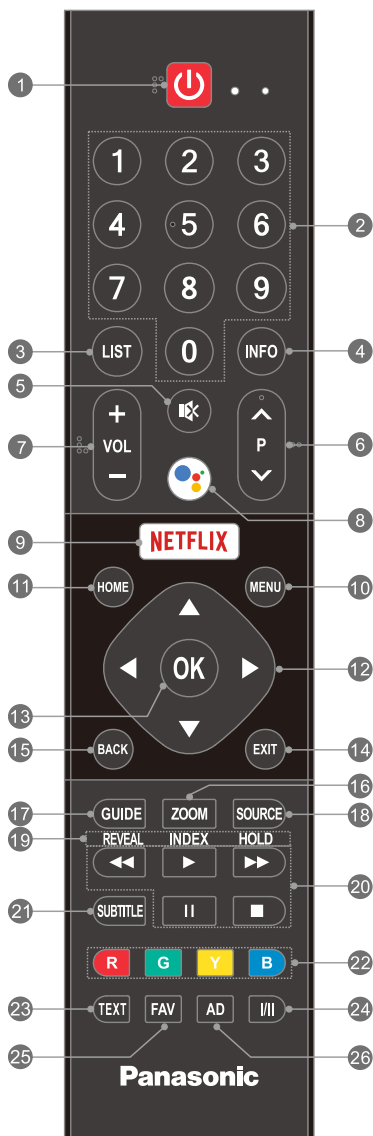 1
1 2 3
4 5 6 2
7 8 9
3 LIST 0 INFO 4
5
7 + VOL − P 6
8
9 NETFLIX
11 HOME MENU 10
OK 12
13
15 BACK EXIT 14
16
17 GUIDE ZOOM SOURCE 18
19 REVEAL INDEX HOLD
20
21 SUBTITLE
R G Y B 22
23 TEXT FAV AD I/II 24
25 26
Panasonic